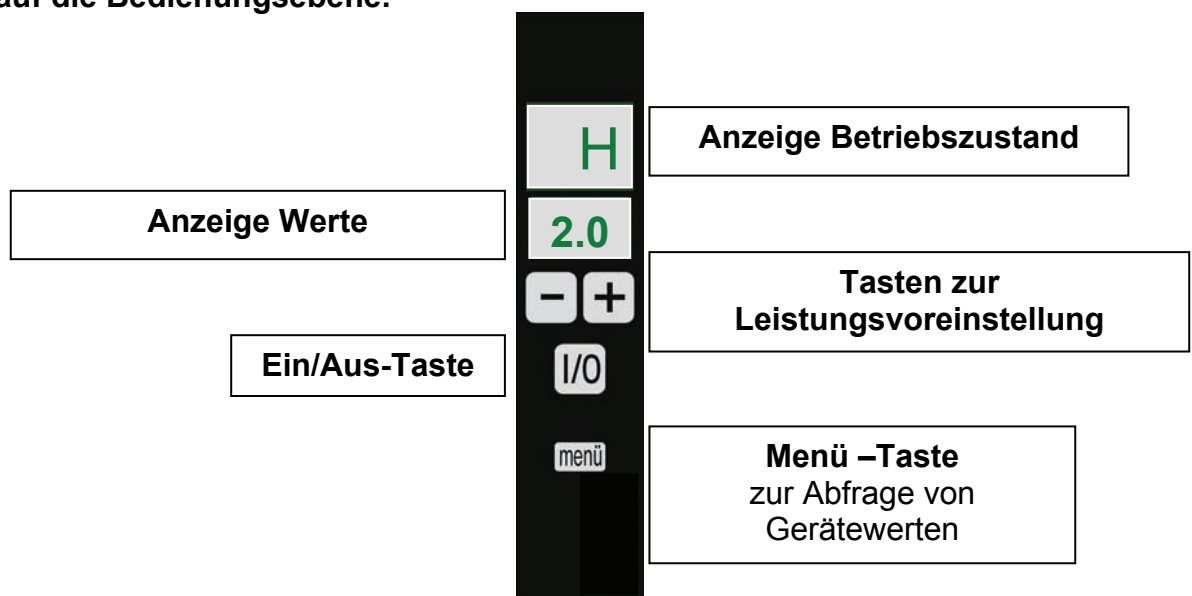 auf die Bedienungsebene:
H
Anzeige Betriebszustand
Anzeige Werte
2.0
- +
Tasten zur
Leistungsvoreinstellung
Ein/Aus-Taste
I/O
menü
Menü –Taste
zur Abfrage von
Gerätewerten